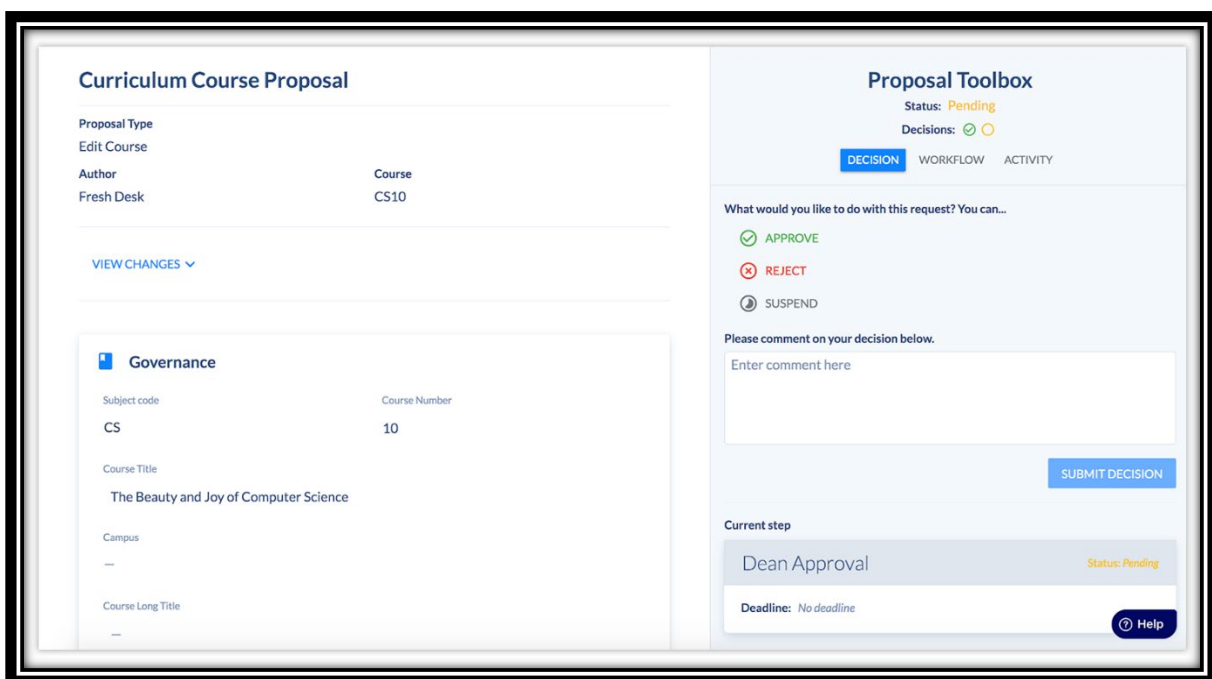 Curriculum Course Proposal
Proposal Type
Edit Course
Author
Course
Fresh Desk
CS10
VIEW CHANGES
Governance
Subject code
Course Number
CS
10
Course Title
The Beauty and Joy of Computer Science
Campus
—
Course Long Title
—
Proposal Toolbox
Status: Pending
Decisions:
DECISION WORKFLOW ACTIVITY
What would you like to do with this request? You can...
APPROVE
REJECT
SUSPEND
Please comment on your decision below.
Enter comment here
SUBMIT DECISION
Current step
Dean Approval
Status: Pending
Deadline: No deadline
Help